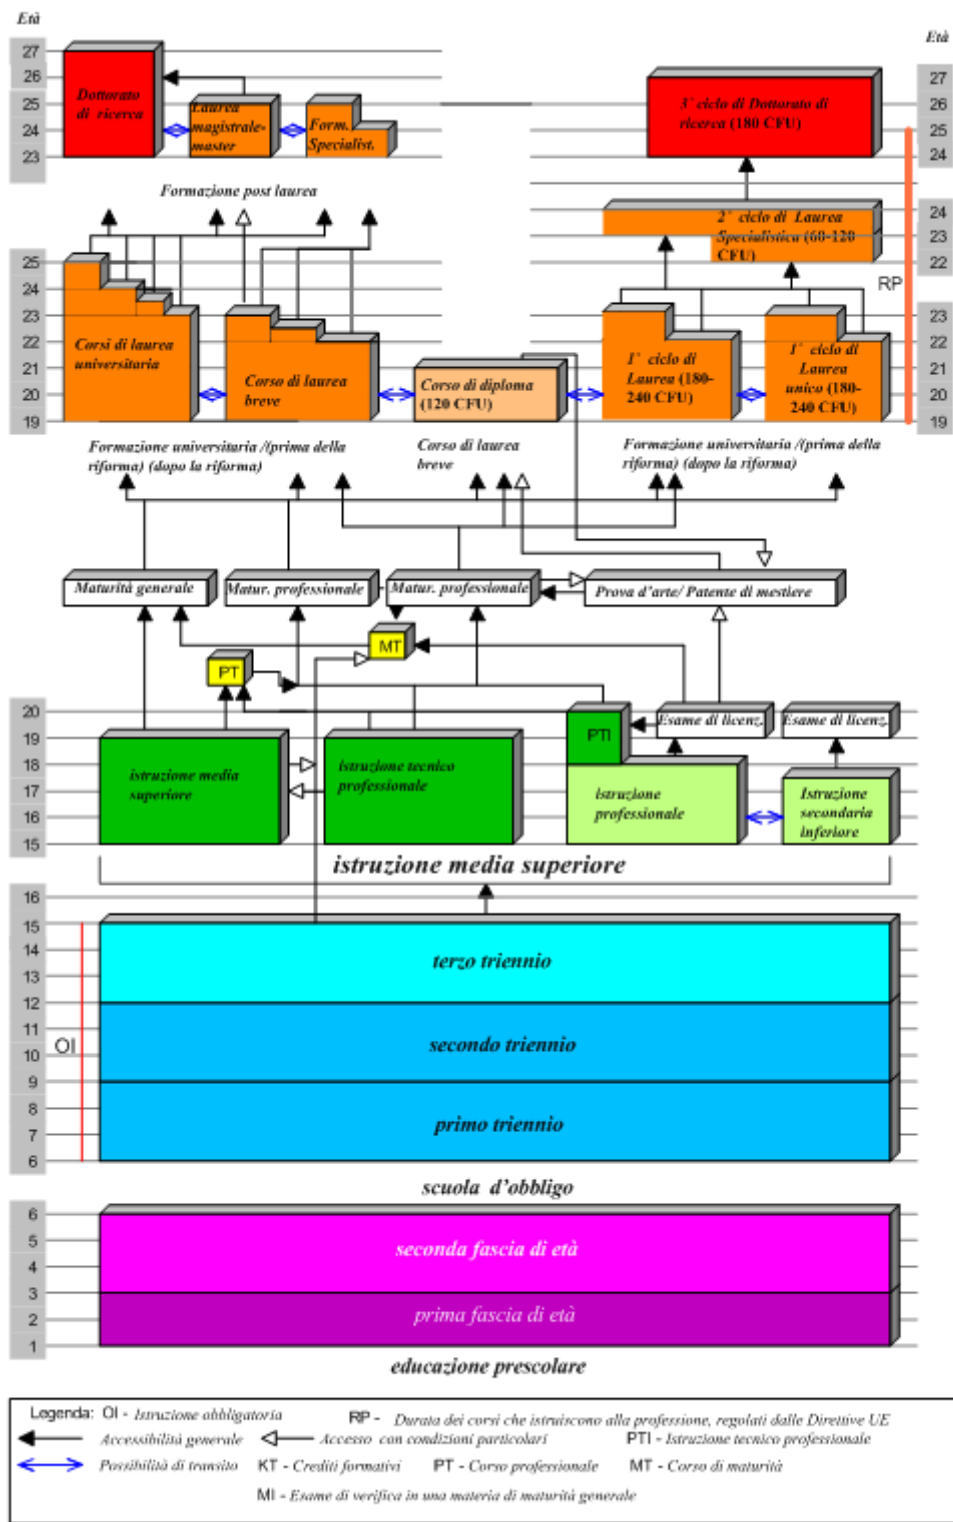 Età
Età
27
26
25
24
23
27
26
25
24
Dottorato
di ricerca
Laurea
magistrale-
master
Form.
Specialist.
3˚ ciclo di Dottorato di
ricerca (180 CFU)
Formazione post laurea
2˚ ciclo di Laurea
Specialistica (60-120
CFU)
24
23
22
RP
25
24
23
22
21
20
19
23
22
21
20
19
Corsi di laurea
universitaria
Corso di laurea
breve
Corso di diploma
(120 CFU)
1˚ ciclo di
Laurea (180-
240 CFU)
1˚ ciclo di
Laurea
unico (180-
240 CFU)
Formazione universitaria /(prima della
riforma) (dopo la riforma)
Corso di laurea
breve
Formazione universitaria /(prima della
riforma) (dopo la riforma)
Maturità generale
Matur. professionale
Matur. professionale
Prova d'arte/ Patente di mestiere
MT
PT
20
19
18
17
16
15
PTI
Esame di licenz.
Esame di licenz.
istruzione media
superiore
istruzione tecnico
professionale
istruzione
professionale
Istruzione
secondaria
inferiore
istruzione media superiore
16
15
14
13
12
11
10
9
8
7
6
OI
terzo triennio
secondo triennio
primo triennio
scuola d'obbligo
6
5
4
3
2
1
seconda fascia di età
prima fascia di età
educazione prescolare
Legenda: OI - Istruzione obbligatoria RP - Durata dei corsi che istruiscono alla professione, regolati dalle Direttive UE
Accessibilità generale Accesso con condizioni particolari PTI - Istruzione tecnico professionale
Possibilità di transito KT - Crediti formativi PT - Corso professionale MT - Corso di maturità
MI - Esame di verifica in una materia di maturità generale